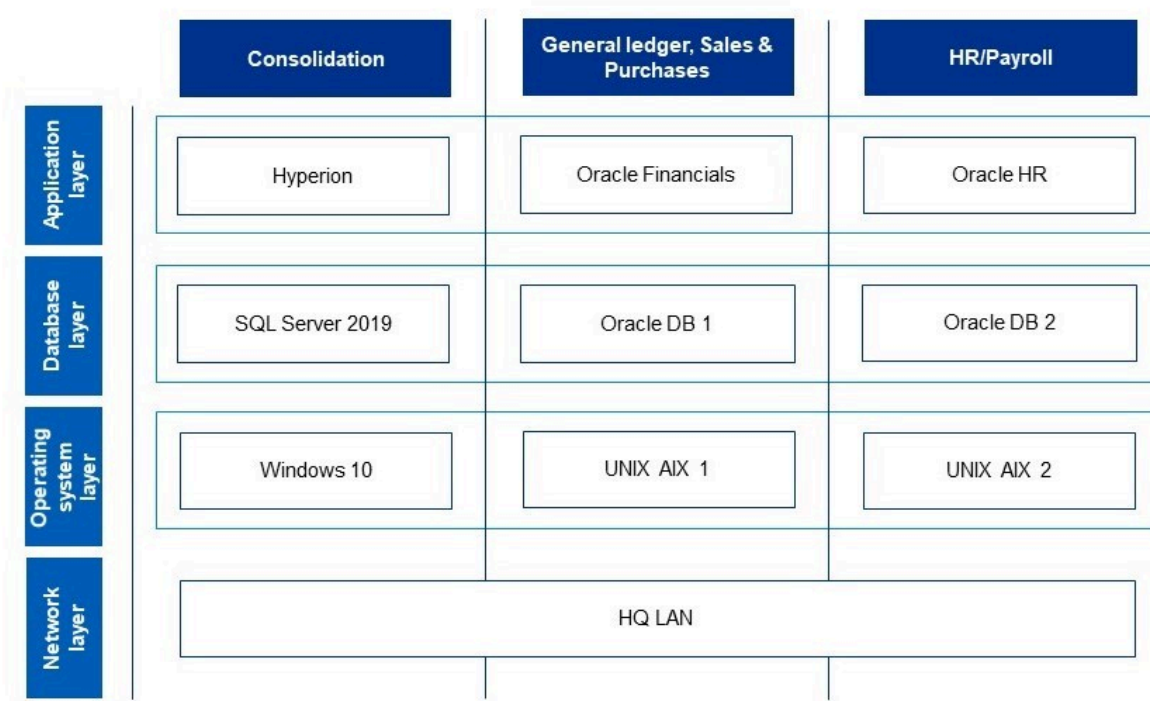 Consolidation
General ledger, Sales &
Purchases
HR/Payroll
Application
layer
Hyperion
Oracle Financials
Oracle HR
Database
layer
SQL Server 2019
Oracle DB 1
Oracle DB 2
Operating
system
layer
Windows 10
UNIX AIX 1
UNIX AIX 2
Network
layer
HQ LAN